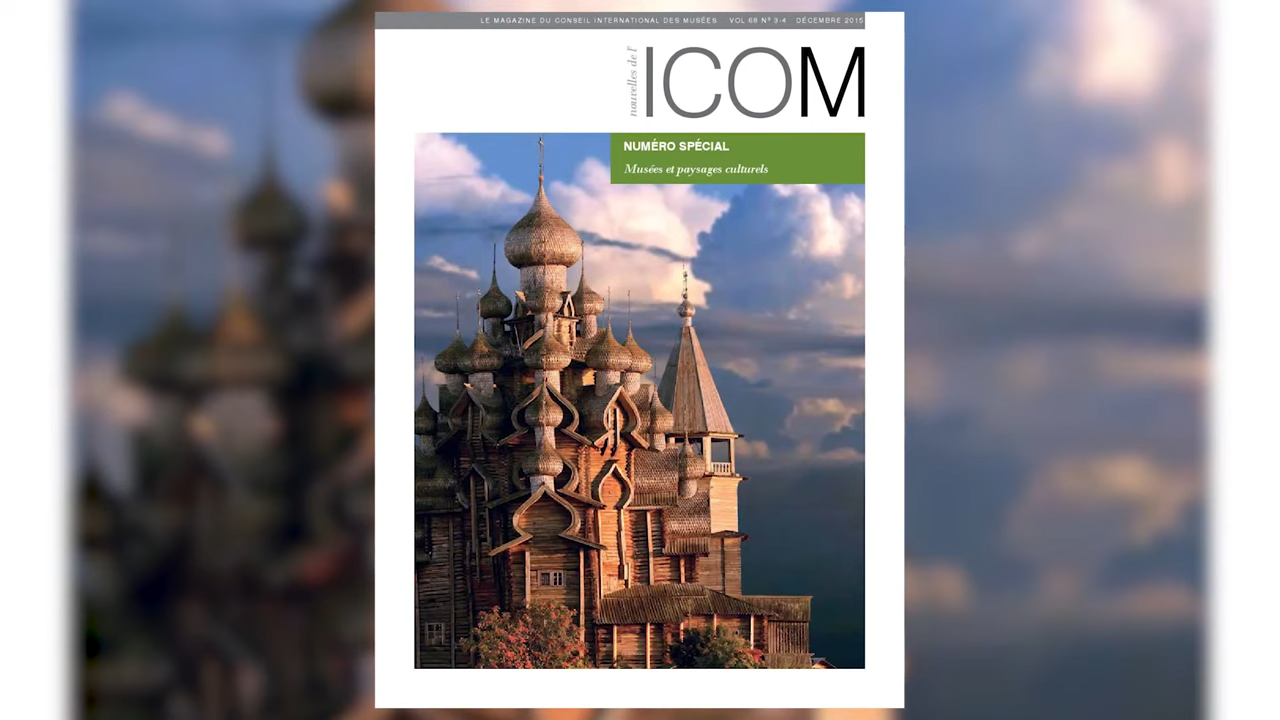 LE MAGAZINE DU CONSEIL INTERNATIONAL DES MUSÉES VOL 68 Nº 3-4 DÉCEMBRE 2015
nouvelles de l'
ICOM
NUMÉRO SPÉCIAL
Musées et paysages culturels